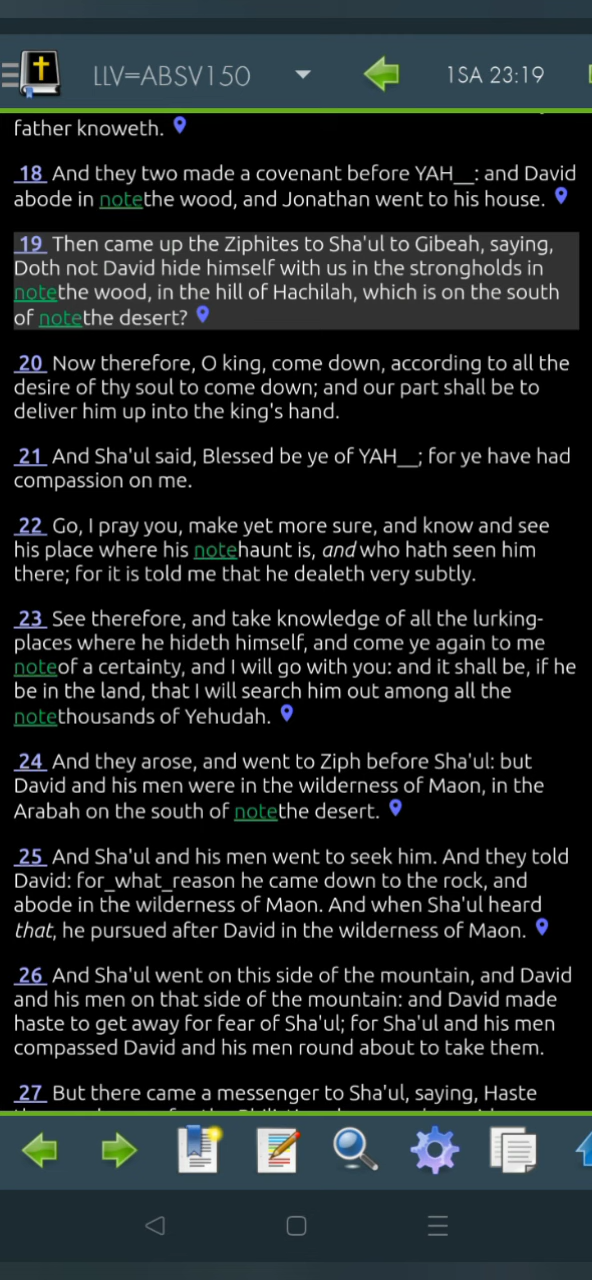 LLV=ABSV150 1SA 23:19
father knoweth.
18 And they two made a covenant before YAH__: and David
abode in notethe wood, and Jonathan went to his house.
19 Then came up the Ziphites to Sha'ul to Gibeah, saying,
Doth not David hide himself with us in the strongholds in
notethe wood, in the hill of Hachilah, which is on the south
of notethe desert?
20 Now therefore, O king, come down, according to all the
desire of thy soul to come down; and our part shall be to
deliver him up into the king's hand.
21 And Sha'ul said, Blessed be ye of YAH__; for ye have had
compassion on me.
22 Go, I pray you, make yet more sure, and know and see
his place where his notehaunt is, and who hath seen him
there; for it is told me that he dealeth very subtly.
23 See therefore, and take knowledge of all the lurking-
places where he hideth himself, and come ye again to me
noteof a certainty, and I will go with you: and it shall be, if he
be in the land, that I will search him out among all the
notethousands of Yehudah.
24 And they arose, and went to Ziph before Sha'ul: but
David and his men were in the wilderness of Maon, in the
Arabah on the south of notethe desert.
25 And Sha'ul and his men went to seek him. And they told
David: for_what_reason he came down to the rock, and
abode in the wilderness of Maon. And when Sha'ul heard
that, he pursued after David in the wilderness of Maon.
26 And Sha'ul went on this side of the mountain, and David
and his men on that side of the mountain: and David made
haste to get away for fear of Sha'ul; for Sha'ul and his men
compassed David and his men round about to take them.
27 But there came a messenger to Sha'ul, saying, Haste